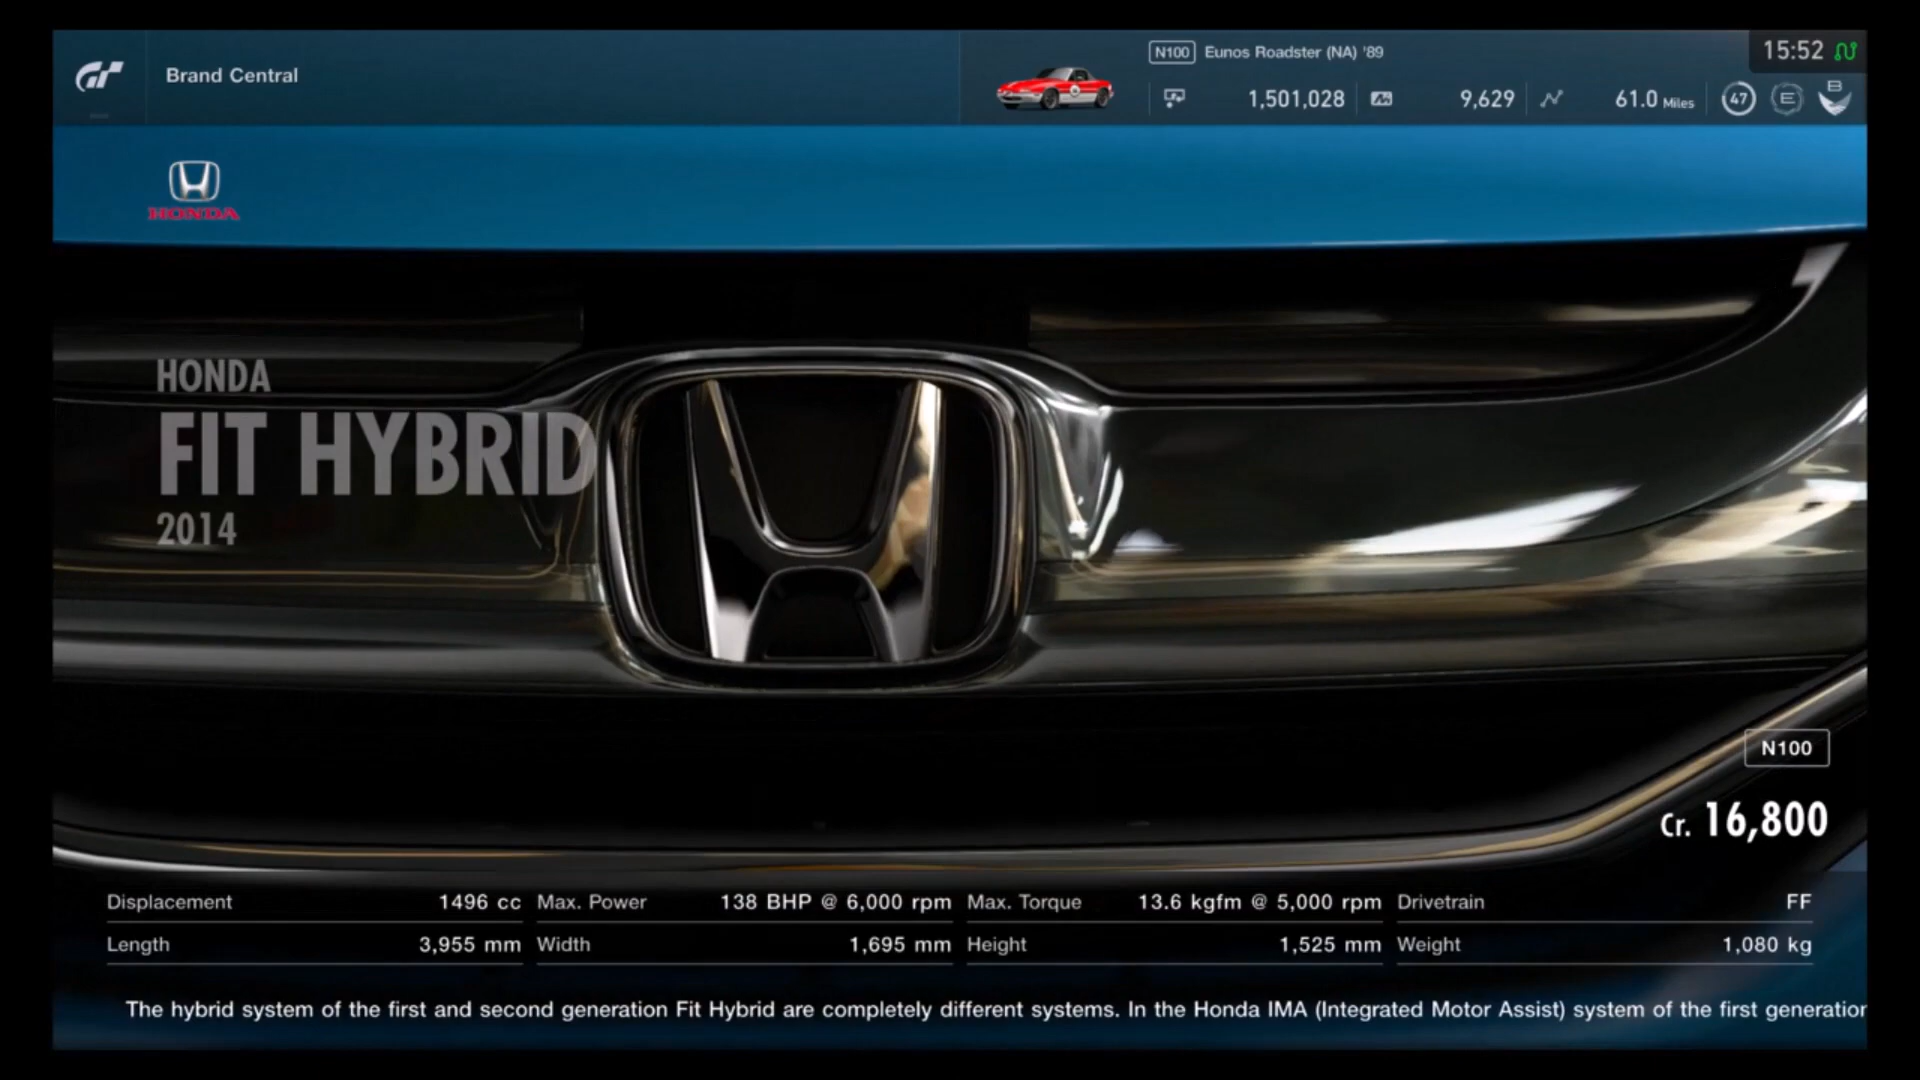 GT
Brand Central
N100 Eunos Roadster (NA) '89
15:52
1,501,028
9,629
61.0 Miles
47
E
B
HONDA
HONDA
FIT HYBRID
2014
N100
Cr. 16,800
Displacement 1496 cc Max. Power 138 BHP @ 6,000 rpm Max. Torque 13.6 kgfm @ 5,000 rpm Drivetrain FF
Length 3,955 mm Width 1,695 mm Height 1,525 mm Weight 1,080 kg
The hybrid system of the first and second generation Fit Hybrid are completely different systems. In the Honda IMA (Integrated Motor Assist) system of the first generation